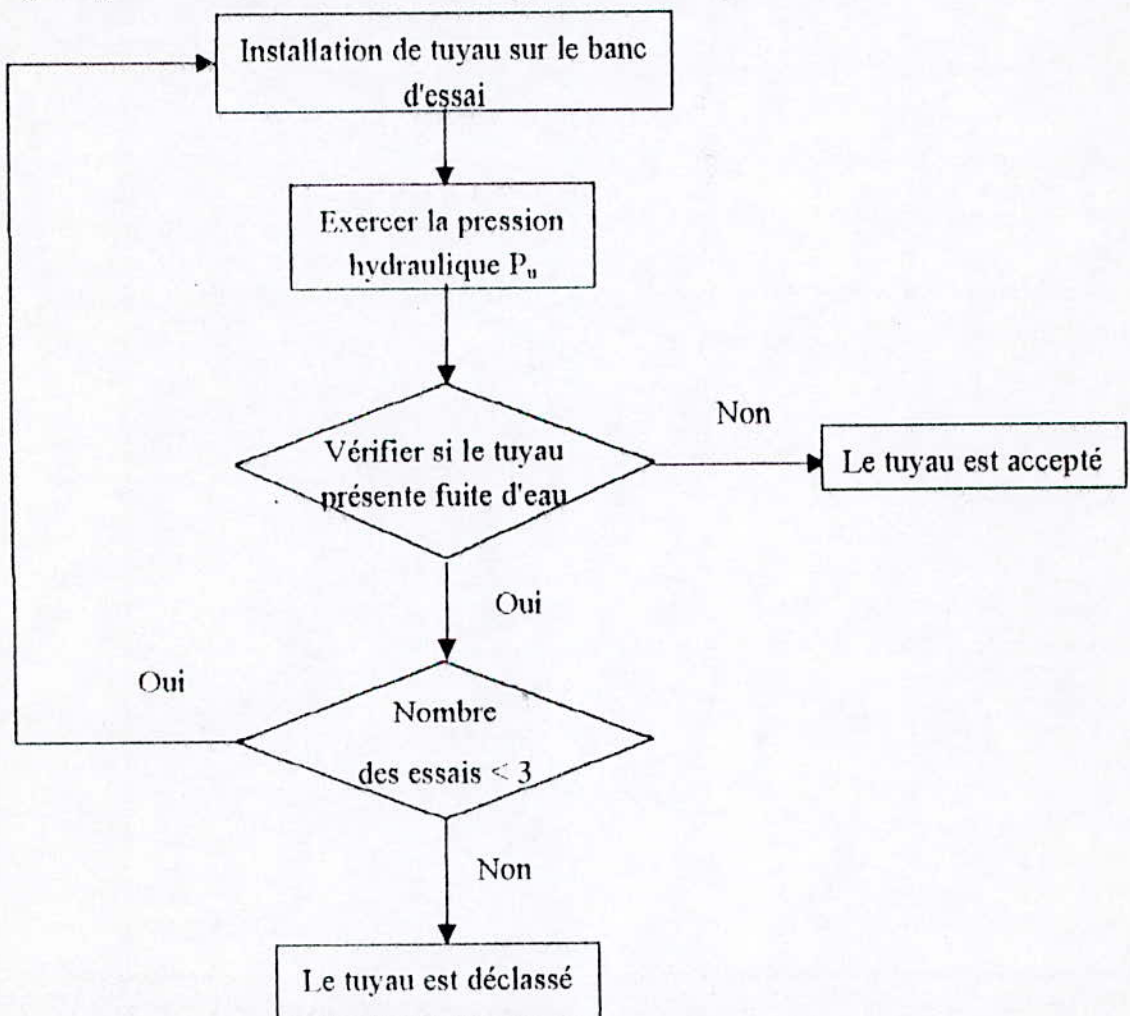 Installation de tuyau sur le banc
d'essai
Exercer la pression
hydraulique Pu
Non
Vérifier si le tuyau
présente fuite d'eau
Le tuyau est accepté
Oui
Oui
Nombre
des essais < 3
Non
Le tuyau est déclassé